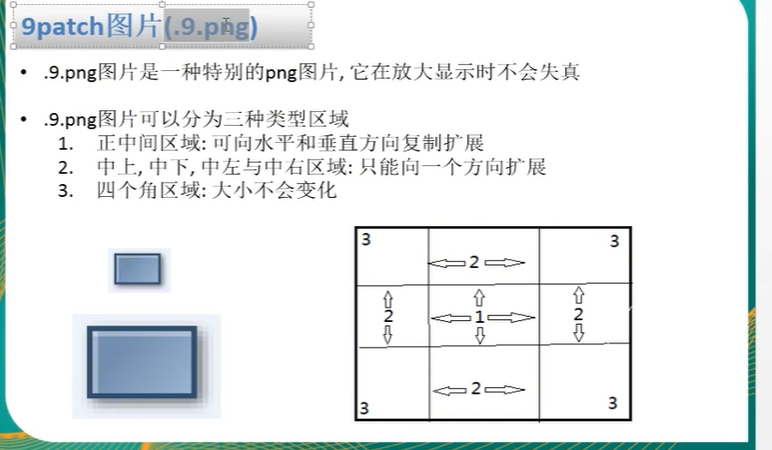 9patch图片(.9.png)
• .9.png图片是一种特别的png图片, 它在放大显示时不会失真
• .9.png图片可以分为三种类型区域
1. 正中间区域: 可向水平和垂直方向复制扩展
2. 中上, 中下, 中左与中右区域: 只能向一个方向扩展
3. 四个角区域: 大小不会变化
3 2 3
2 1 2
3 2 3